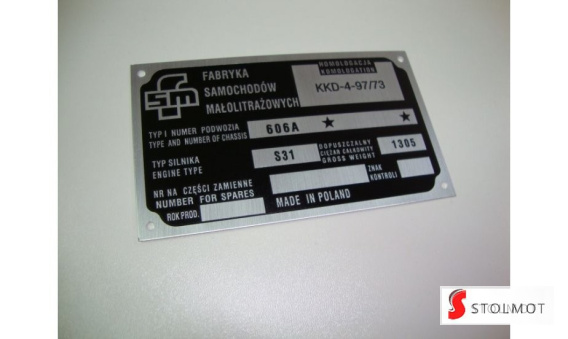 FSM
FABRYKA
SAMOCHODÓW
MAŁOLITRAŻOWYCH
HOMOLOGACJA
HOMOLOGATION
KKD-4-97/73
TYP I NUMER PODWOZIA
TYPE AND NUMBER OF CHASSIS
606A ★ ★
TYP SILNIKA
ENGINE TYPE
S31
DOPUSZCZALNY
CIĘŻAR CAŁKOWITY
GROSS WEIGHT
1305
NR NA CZĘŚCI ZAMIENNE
NUMBER FOR SPARES
ZNAK
KONTROLI
ROK PROD.
MADE IN POLAND
STOLMOT